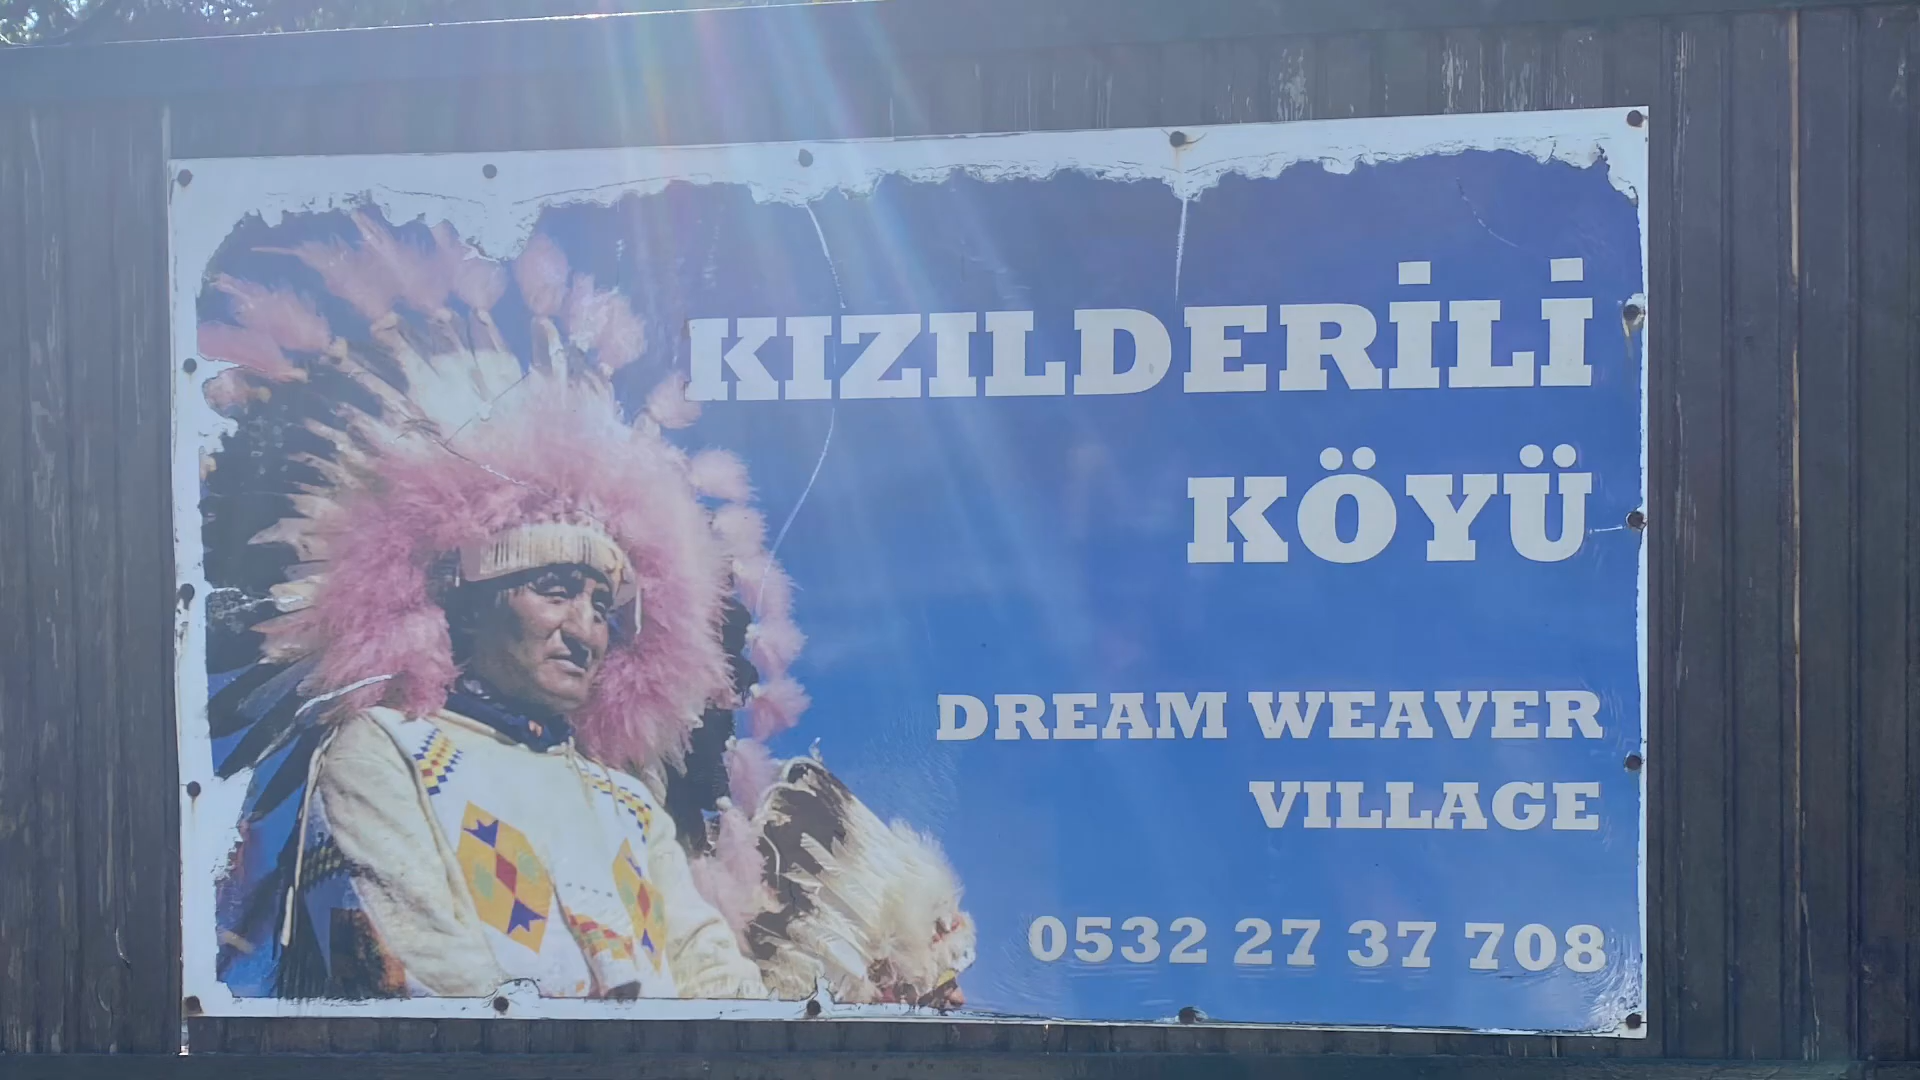 KIZILDERİLİ
KÖYÜ
DREAM WEAVER
VILLAGE
0532 27 37 708